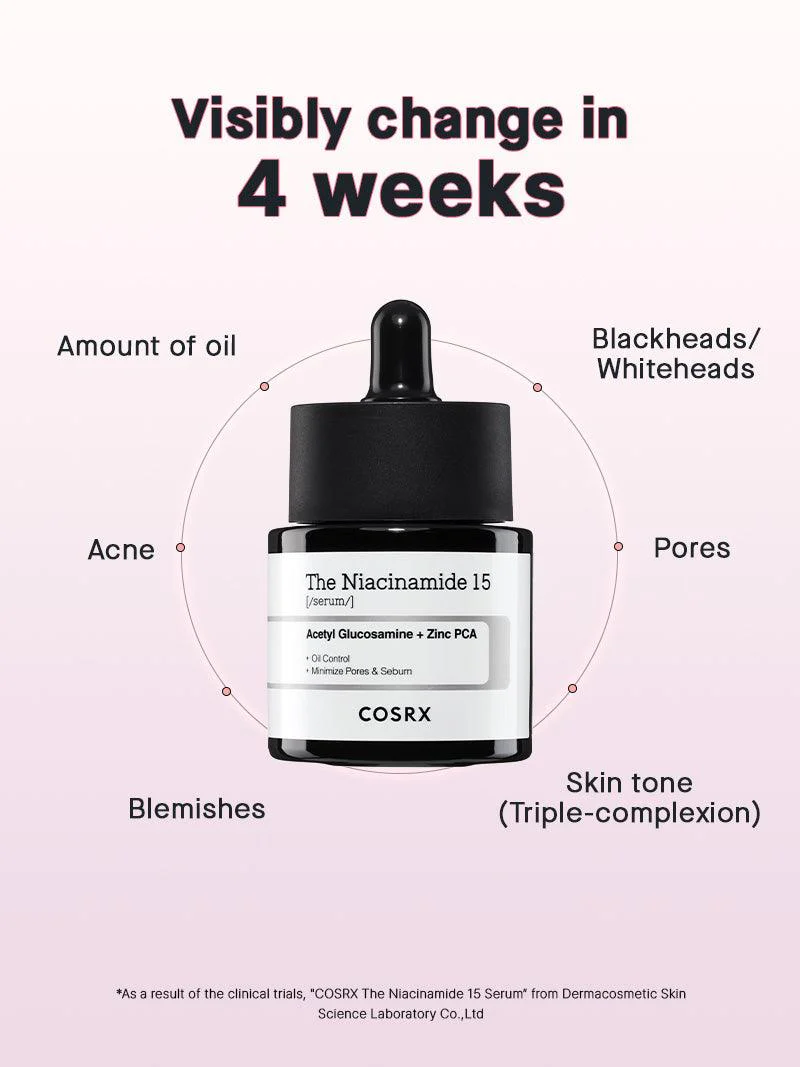 Visibly change in
4 weeks
Amount of oil
Blackheads/
Whiteheads
Acne
Pores
The Niacinamide 15
[/serum/]
Acetyl Glucosamine + Zinc PCA
+ Oil Control
+ Minimize Pores & Sebum
COSRX
Blemishes
Skin tone
(Triple-complexion)
*As a result of the clinical trials, "COSRX The Niacinamide 15 Serum" from Dermacosmetic Skin
Science Laboratory Co.,Ltd